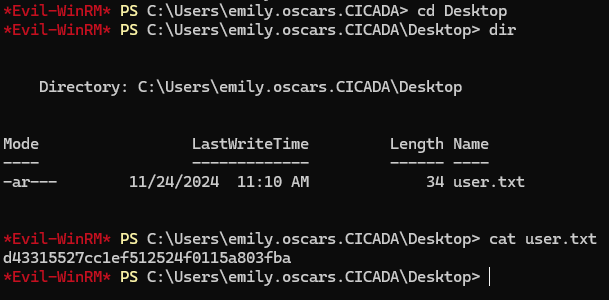 *Evil-WinRM* PS C:\Users\emily.oscars.CICADA> cd Desktop
*Evil-WinRM* PS C:\Users\emily.oscars.CICADA\Desktop> dir
Directory: C:\Users\emily.oscars.CICADA\Desktop
Mode LastWriteTime Length Name
---- ------------- ------ ----
-ar--- 11/24/2024 11:10 AM 34 user.txt
*Evil-WinRM* PS C:\Users\emily.oscars.CICADA\Desktop> cat user.txt
d43315527cc1ef512524f0115a803fba
*Evil-WinRM* PS C:\Users\emily.oscars.CICADA\Desktop>